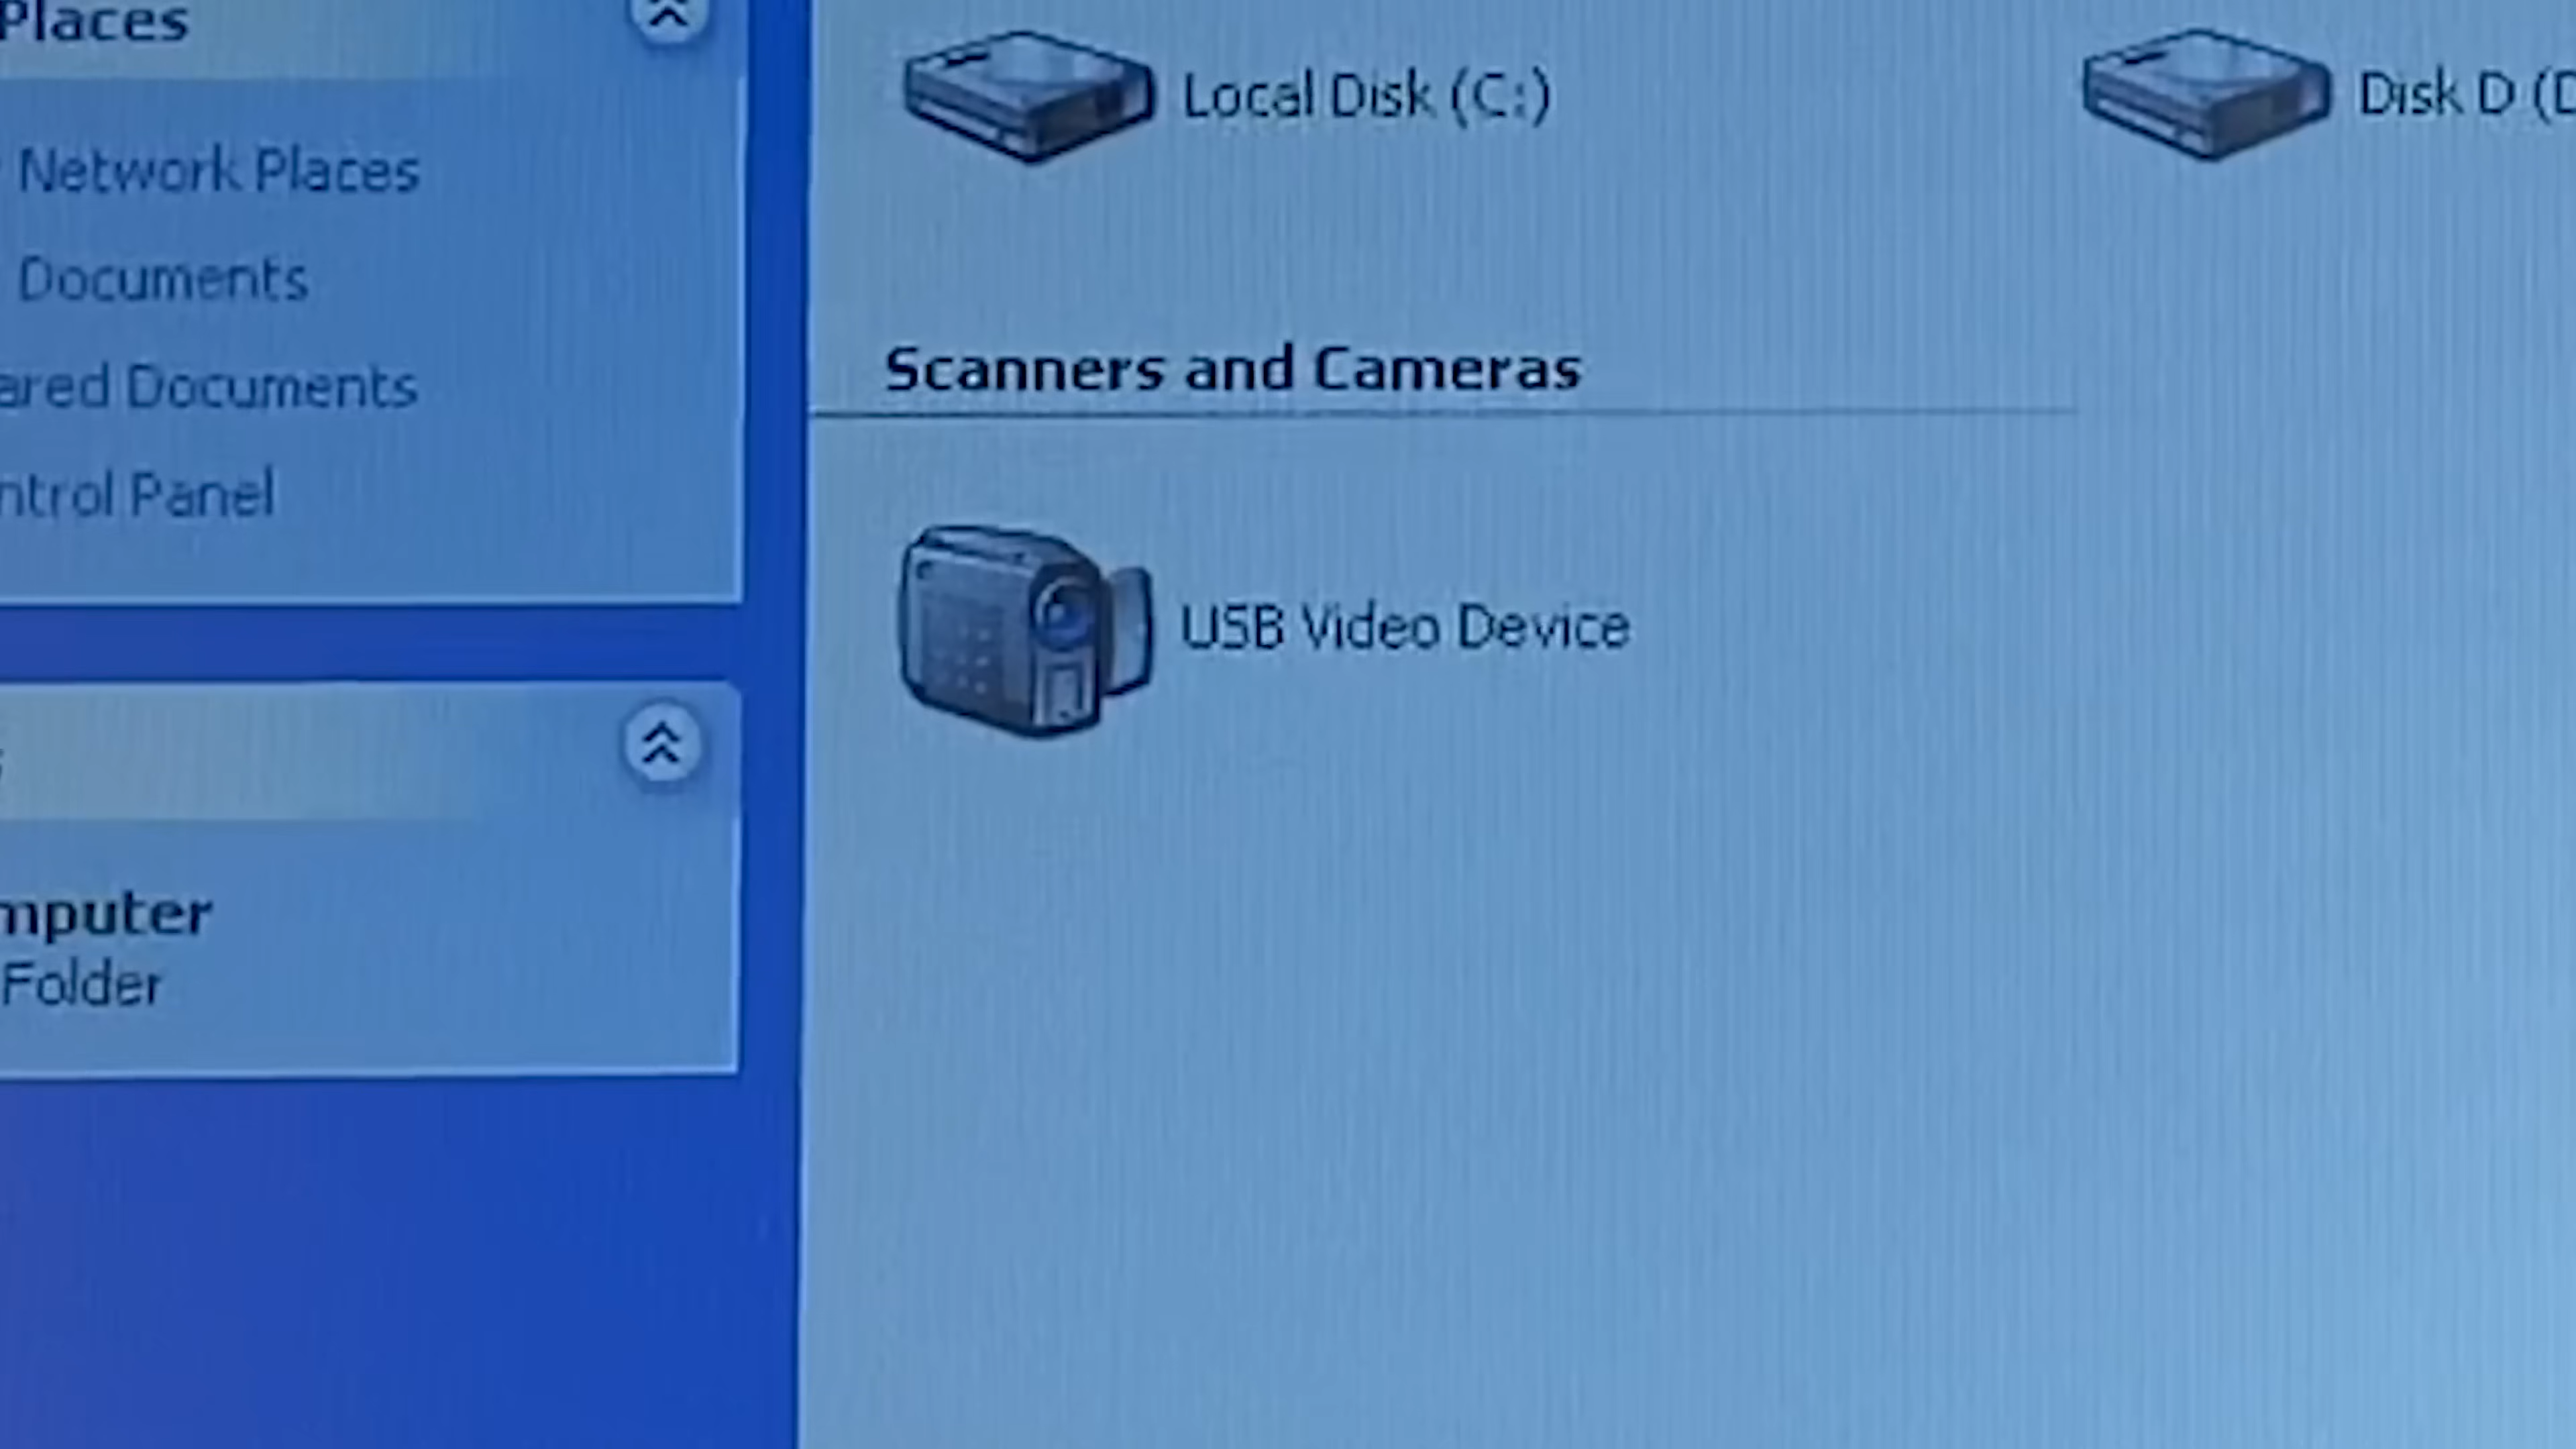 Places
Network Places
Documents
ared Documents
ntrol Panel
mputer
Folder
Local Disk (C:)
Disk D (D
Scanners and Cameras
USB Video Device